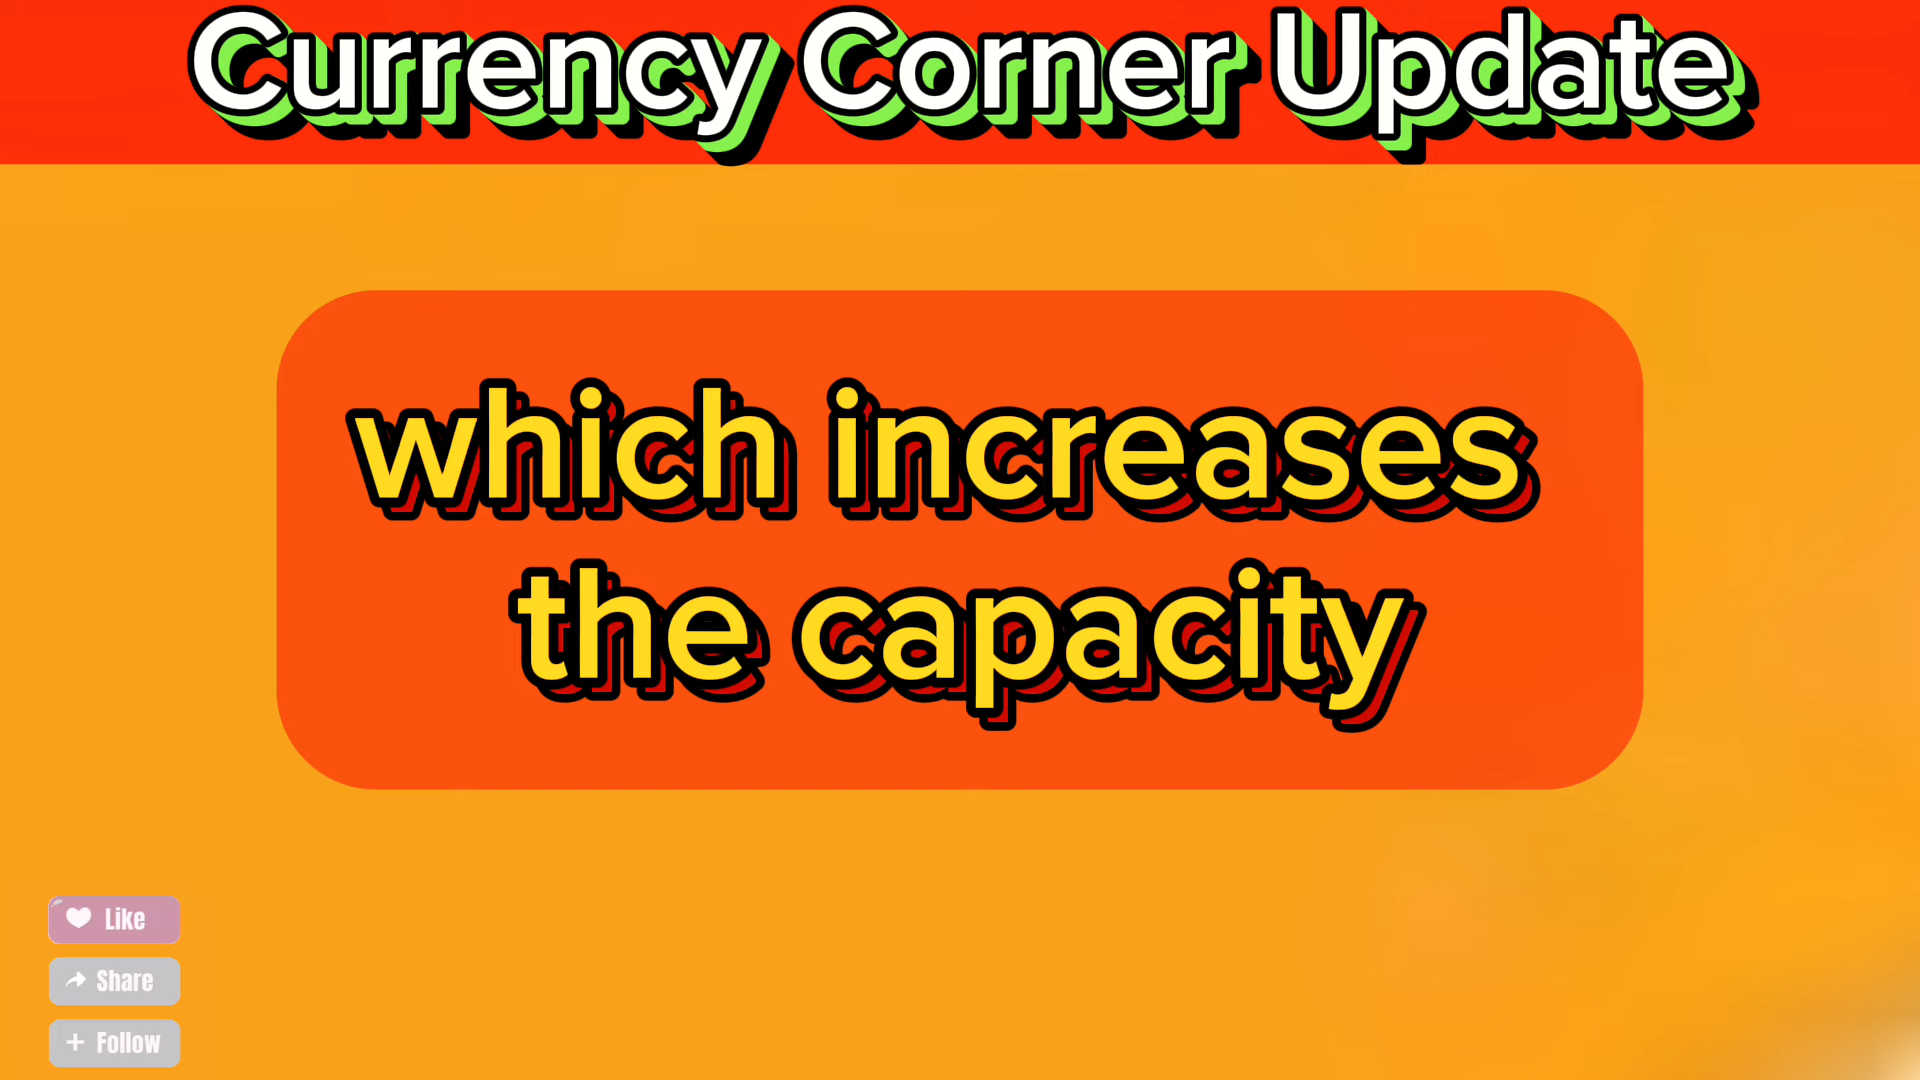 Currency Corner Update
which increases
the capacity
Like
Share
Follow